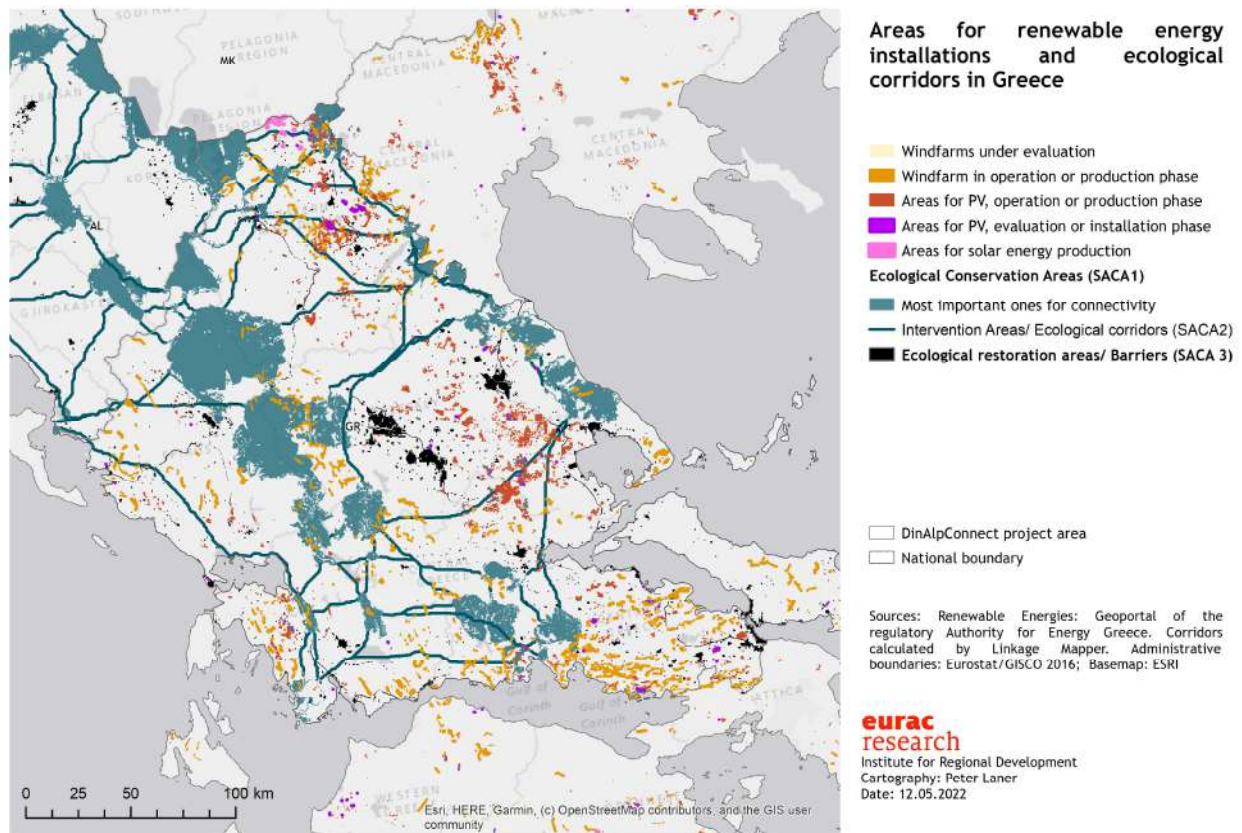 Areas for renewable energy
installations and ecological
corridors in Greece
Windfarms under evaluation
Windfarm in operation or production phase
Areas for PV, operation or production phase
Areas for PV, evaluation or installation phase
Areas for solar energy production
Ecological Conservation Areas (SACA1)
Most important ones for connectivity
Intervention Areas/ Ecological corridors (SACA2)
Ecological restoration areas/ Barriers (SACA 3)
DinAlpConnect project area
National boundary
Sources: Renewable Energies: Geoportal of the
regulatory Authority for Energy Greece. Corridors
calculated by Linkage Mapper. Administrative
boundaries: Eurostat/GISCO 2016; Basemap: ESRI
eurac
research
Institute for Regional Development
Cartography: Peter Laner
Date: 12.05.2022
PELAGONIA
REGION
MK
CENTRAL
MACEDONIA
ELBASAN
PELAGONIA
REGION
CENTRAL
MACEDONIA
CENTRAL
MACEDONIA
AL
GJIROKAST
GR
Gulf of
Corinth
Gulf of
Corinth
ATTICA
WESTERN
0 25 50 100 km
Esri, HERE, Garmin, (c) OpenStreetMap contributors, and the GIS user
community